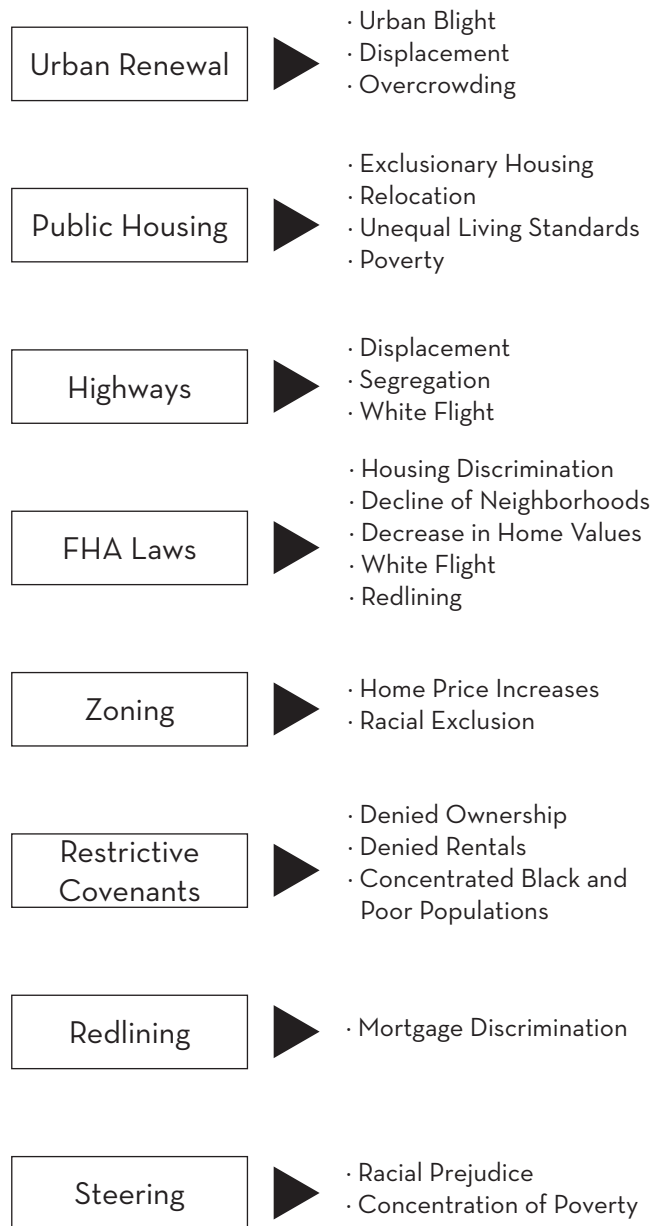 Urban Renewal
· Urban Blight
· Displacement
· Overcrowding
Public Housing
· Exclusionary Housing
· Relocation
· Unequal Living Standards
· Poverty
Highways
· Displacement
· Segregation
· White Flight
FHA Laws
· Housing Discrimination
· Decline of Neighborhoods
· Decrease in Home Values
· White Flight
· Redlining
Zoning
· Home Price Increases
· Racial Exclusion
Restrictive
Covenants
· Denied Ownership
· Denied Rentals
· Concentrated Black and
Poor Populations
Redlining
· Mortgage Discrimination
Steering
· Racial Prejudice
· Concentration of Poverty